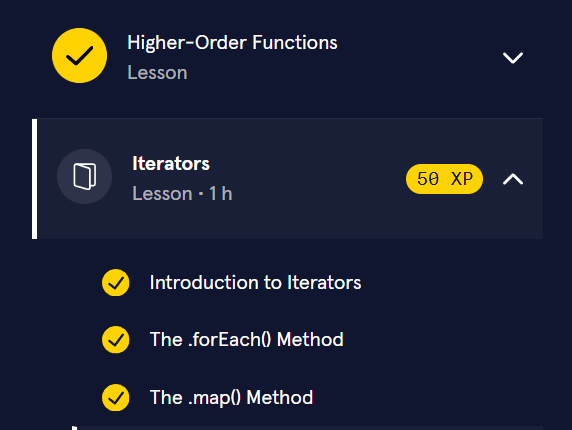 Higher-Order Functions
Lesson
Iterators
Lesson · 1 h
50 XP
Introduction to Iterators
The .forEach() Method
The .map() Method